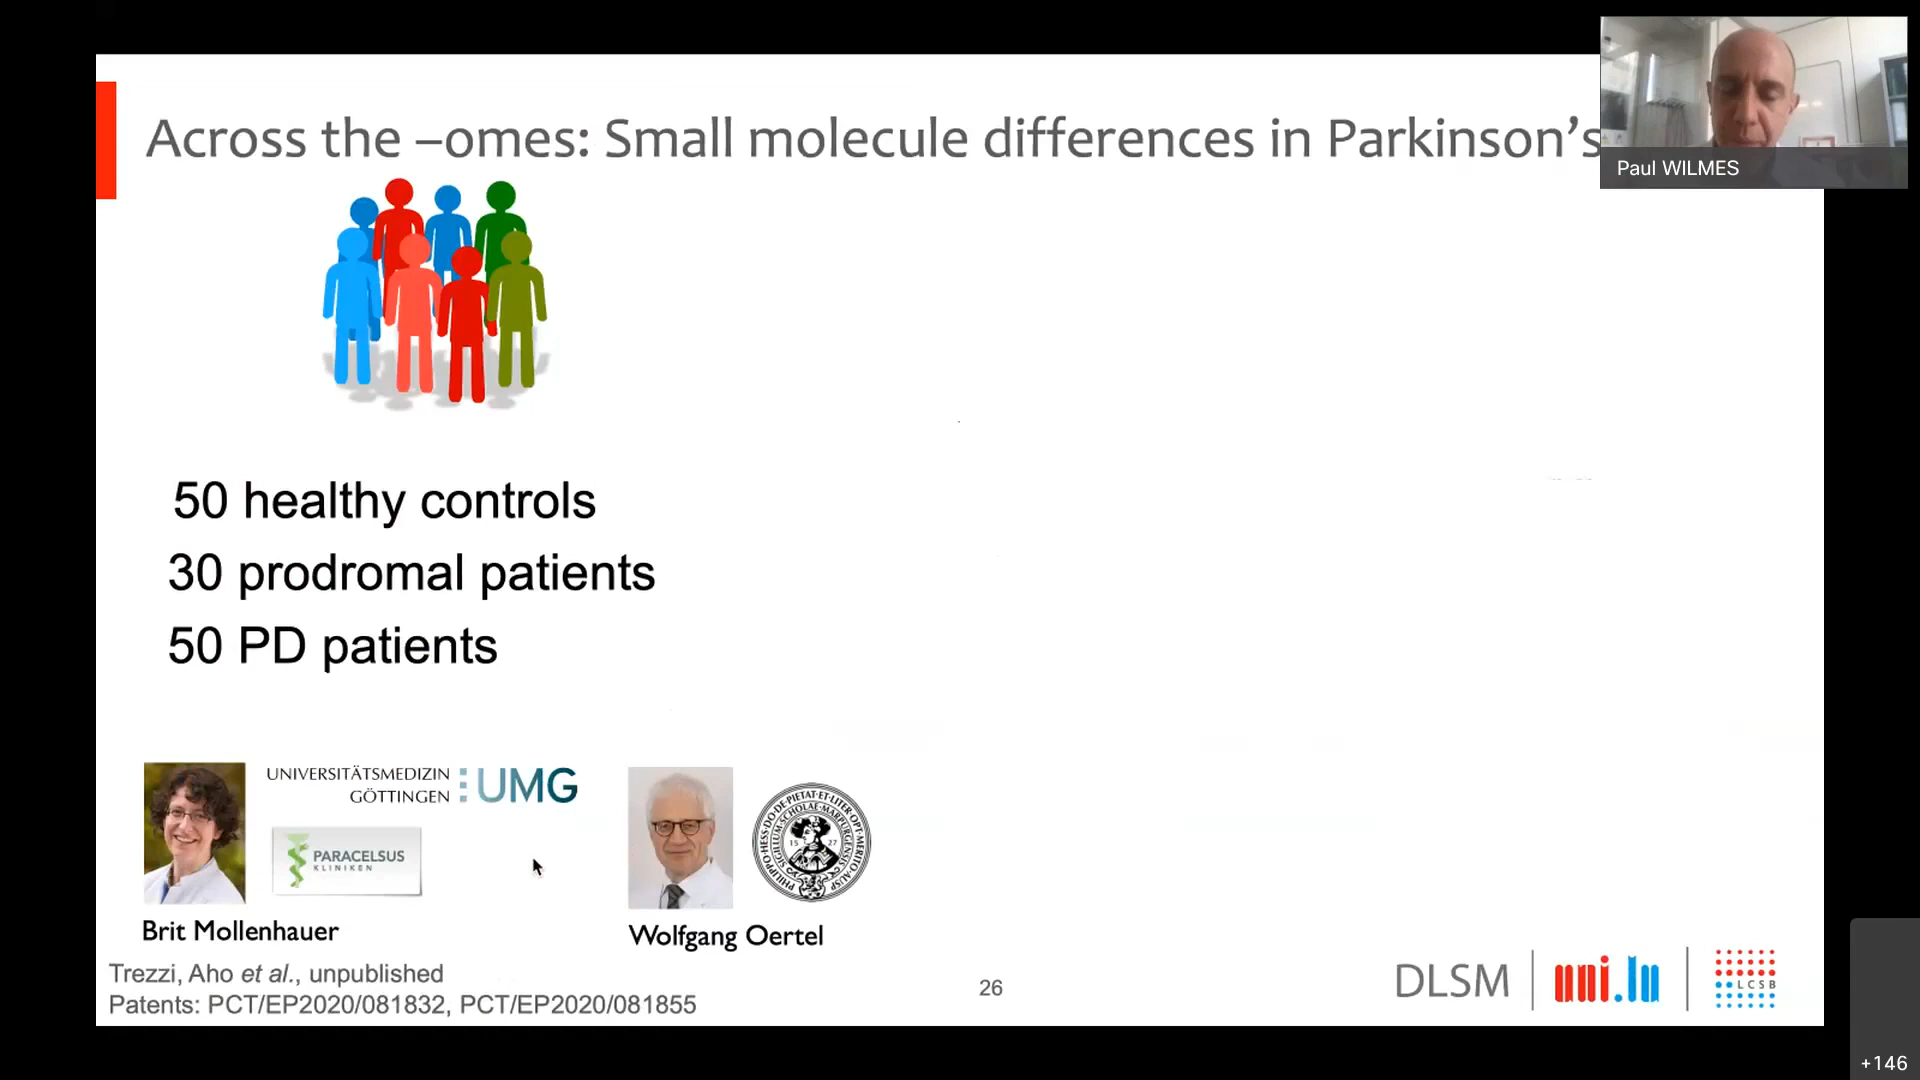 Across the –omes: Small molecule differences in Parkinson’s
Paul WILMES
50 healthy controls
30 prodromal patients
50 PD patients
UNIVERSITÄTSMEDIZIN
GÖTTINGEN
UMG
PARACELSUS
KLINIKEN
15 27
Brit Mollenhauer
Wolfgang Oertel
Trezzi, Aho et al., unpublished
Patents: PCT/EP2020/081832, PCT/EP2020/081855
26
DLSM
uni.lu
LCSB
+146